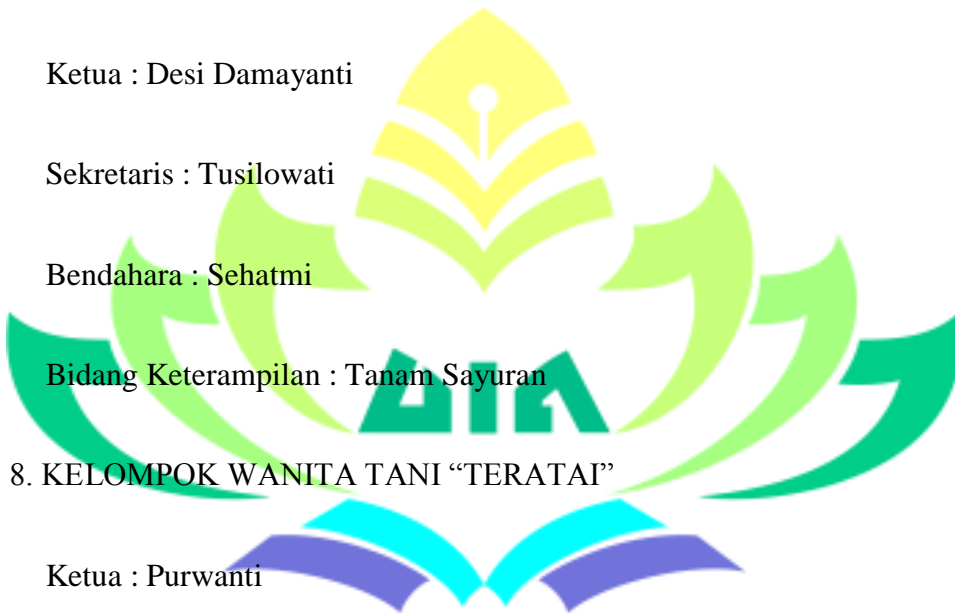 Ketua : Desi Damayanti
Sekretaris : Tusilowati
Bendahara : Sehatmi
Bidang Keterampilan : Tanam Sayuran
8. KELOMPOK WANITA TANI “TERATAI”
Ketua : Purwanti